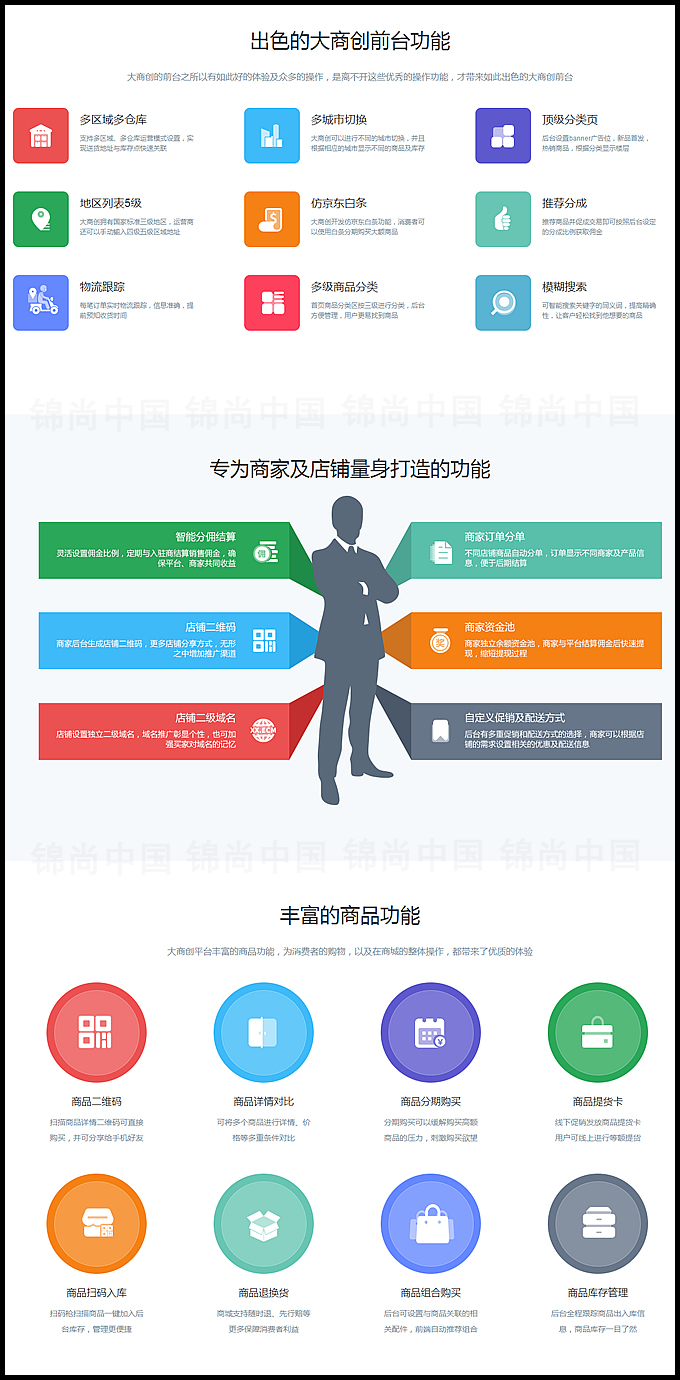 出色的大商创前台功能
大商创的前台之所以有如此好的体验及众多的操作，是离不开这些优秀的操作功能，才带来如此出色的大商创前台
多区域多仓库
支持多区域、多仓库运营模式设置，实
现送货地址与库存点快速关联
多城市切换
大商创可以进行不同的城市切换，并且
根据相应的城市显示不同的商品及库存
顶级分类页
后台设置banner广告位，新品首发，
热销商品，根据分类显示楼层
地区列表5级
大商创拥有国家标准三级地区，运营商
还可以手动输入四级五级区域地址
仿京东白条
大商创开发仿京东白条功能，消费者可
以使用白条分期购买大额商品
推荐分成
推荐商品并促成交易即可按照后台设定
的分成比例获取佣金
物流跟踪
每笔订单实时物流跟踪，信息准确，提
前预知收货时间
多级商品分类
首页商品分类区按三级进行分类，后台
方便管理，用户更易找到商品
模糊搜索
可智能搜索关键字的同义词，提高精确
性，让客户轻松找到他想要的商品
锦尚中国 锦尚中国 锦尚中国 锦尚中国
专为商家及店铺量身打造的功能
智能分佣结算
灵活设置佣金比例，定期与入驻商结算销售佣金，确
保平台、商家共同收益
佣
商家订单分单
不同店铺商品自动分单，订单显示不同商家及产品信
息，便于后期结算
店铺二维码
商家后台生成店铺二维码，更多店铺分享方式，无形
之中增加推广渠道
商家资金池
商家独立余额资金池，商家与平台结算佣金后快速提
现，缩短提现过程
店铺二级域名
店铺设置独立二级域名，域名推广彰显个性，也可加
强买家对域名的记忆
XX.ECM
自定义促销及配送方式
后台有多重促销和配送方式的选择，商家可以根据店
铺的需求设置相关的优惠及配送信息
锦尚中国 锦尚中国 锦尚中国 锦尚中国
丰富的商品功能
大商创平台丰富的商品功能，为消费者的购物，以及在商城的整体操作，都带来了优质的体验
商品二维码
扫描商品详情二维码可直接
购买，并可分享给手机好友
商品详情对比
可将多个商品进行详情、价
格等多重条件对比
¥
商品分期购买
分期购买可以缓解购买高额
商品的压力，刺激购买欲望
商品提货卡
线下促销发放商品提货卡
用户可线上进行等额提货
商品扫码入库
扫码枪扫描商品一键加入后
台库存，管理更便捷
商品退换货
商城支持随时退、先行赔等
更多保障消费者利益
商品组合购买
后台可设置与商品关联的相
关配件，前端自动推荐组合
商品库存管理
后台全程跟踪商品出入库信
息，商品库存一目了然